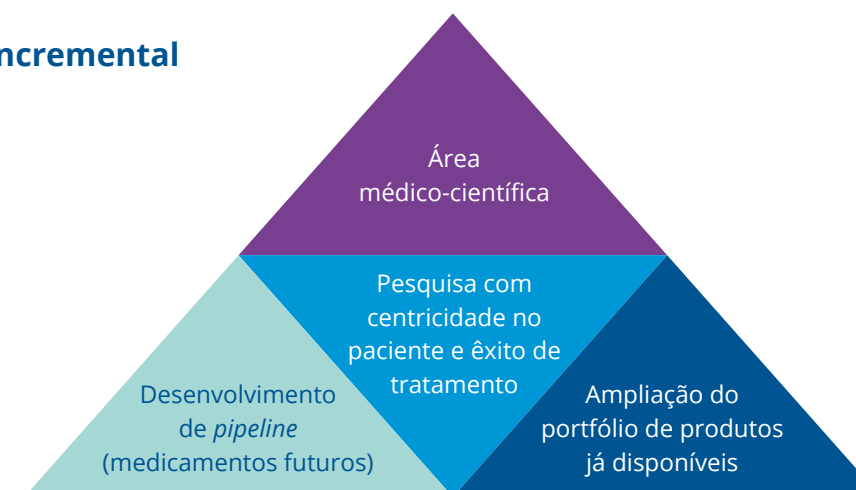 ncremental
Área
médico-científica
Pesquisa com
centricidade no
paciente e êxito de
tratamento
Desenvolvimento
de pipeline
(medicamentos futuros)
Ampliação do
portfólio de produtos
já disponíveis